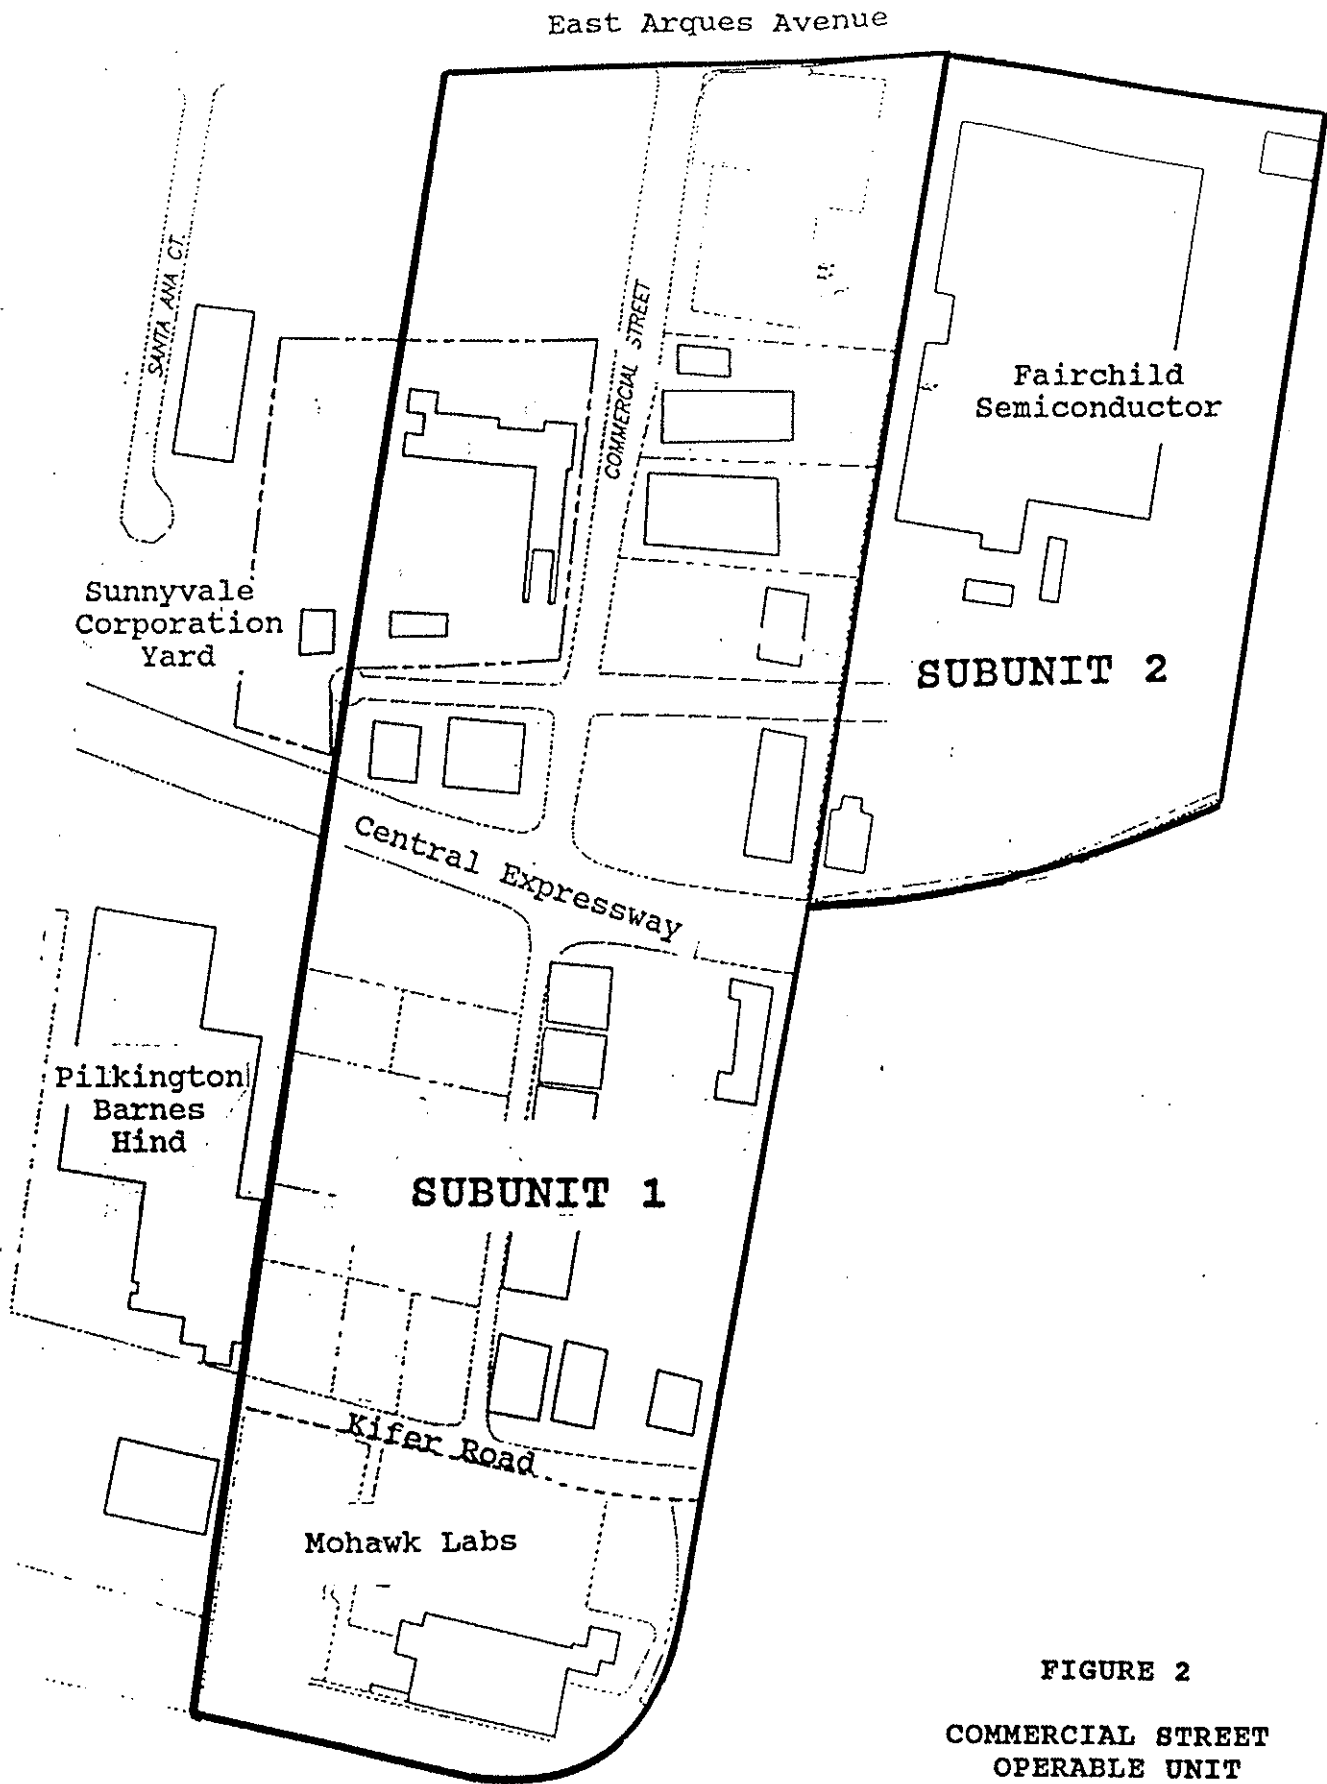 East Arques Avenue
SANTA ANA CT.
COMMERCIAL STREET
Fairchild
Semiconductor
Sunnyvale
Corporation
Yard
SUBUNIT 2
Central Expressway
Pilkington
Barnes
Hind
SUBUNIT 1
Kifer Road
Mohawk Labs
FIGURE 2
COMMERCIAL STREET
OPERABLE UNIT